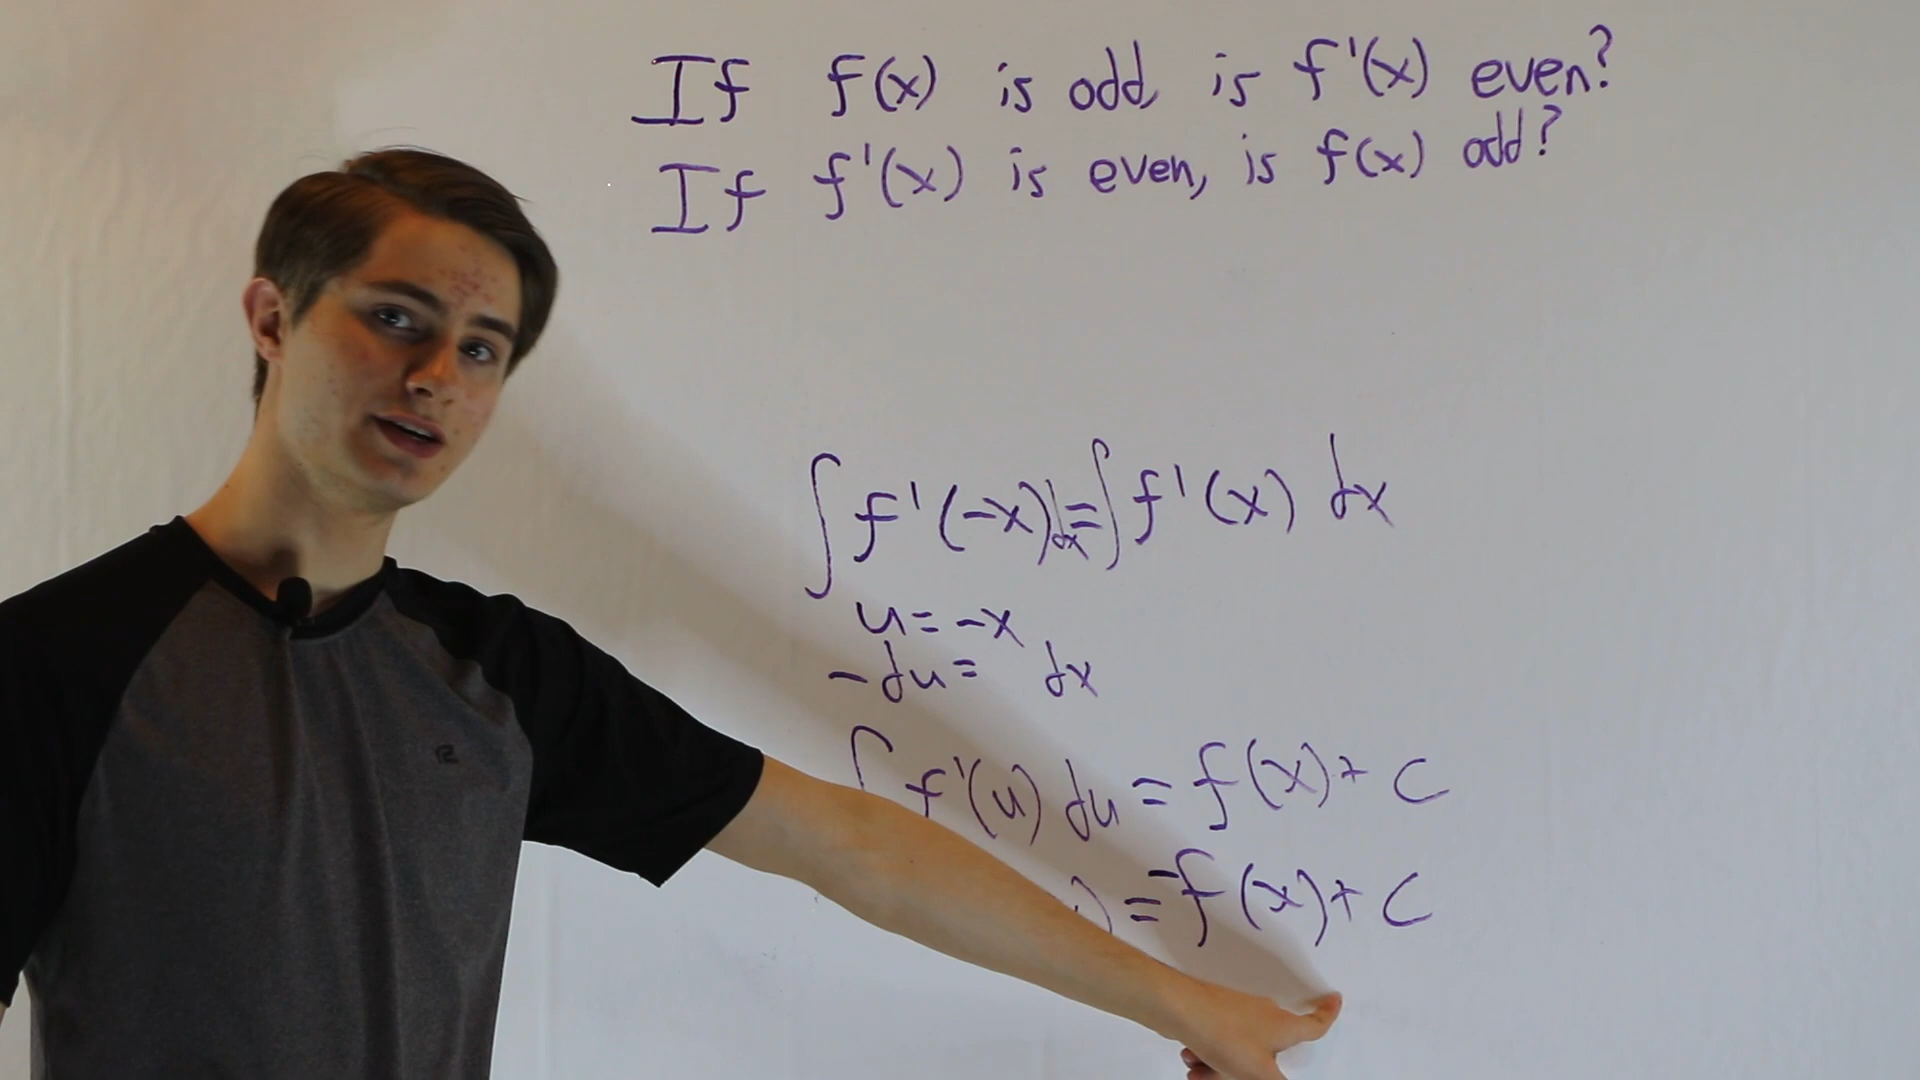 If f(x) is odd, is f'(x) even?
If f'(x) is even, is f(x) odd?
∫ f'(-x) dx = ∫ f'(x) dx
u = -x
-du = dx
∫ f'(u) du = f(x) + C
) = -f(x) + C